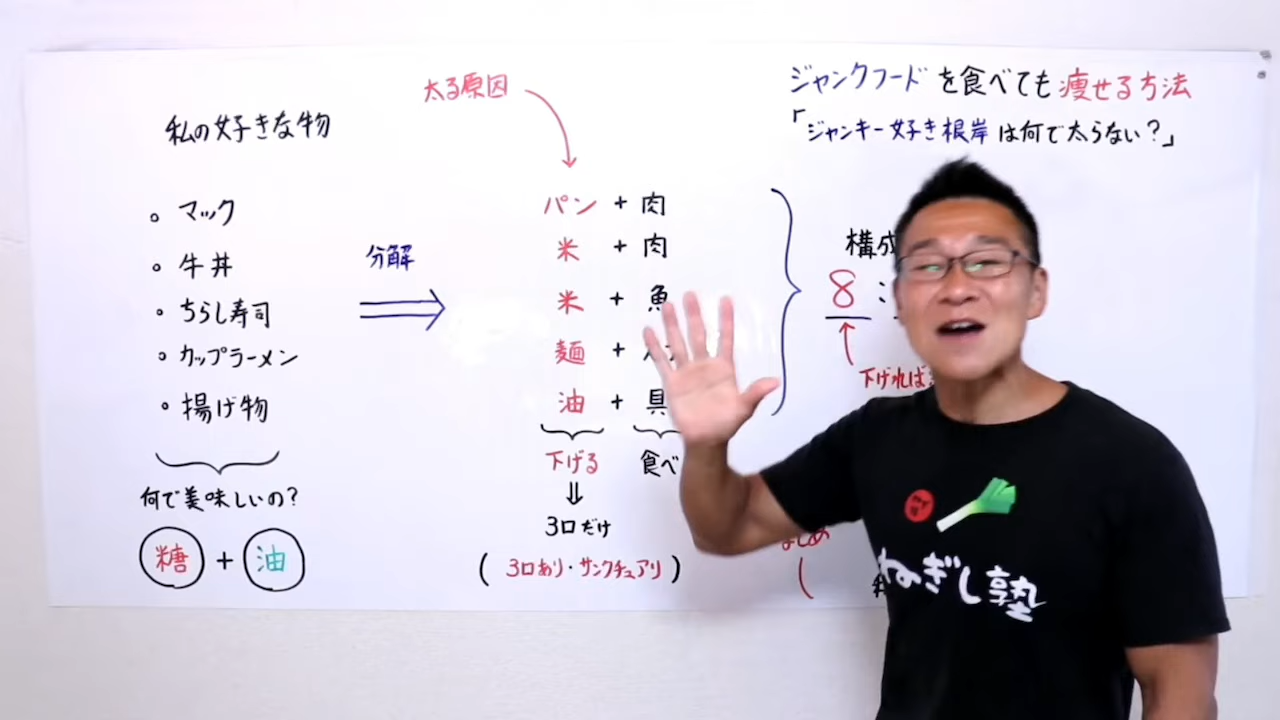 ジャンクフードを食べても痩せる方法
「ジャンキー好き根岸は何で太らない?」
私の好きな物
。マック
。牛丼
・ちらし寿司
・カップラーメン
・揚げ物
何で美味しいの?
糖 + 油
分解
太る原因
パン + 肉
米 + 肉
米 + 魚
麺 +
油 + 具
下げる
食べ
⇓
3口だけ
(3口あり・サンクチュアリ)
構成
8:
下げれば
ねぎし塾